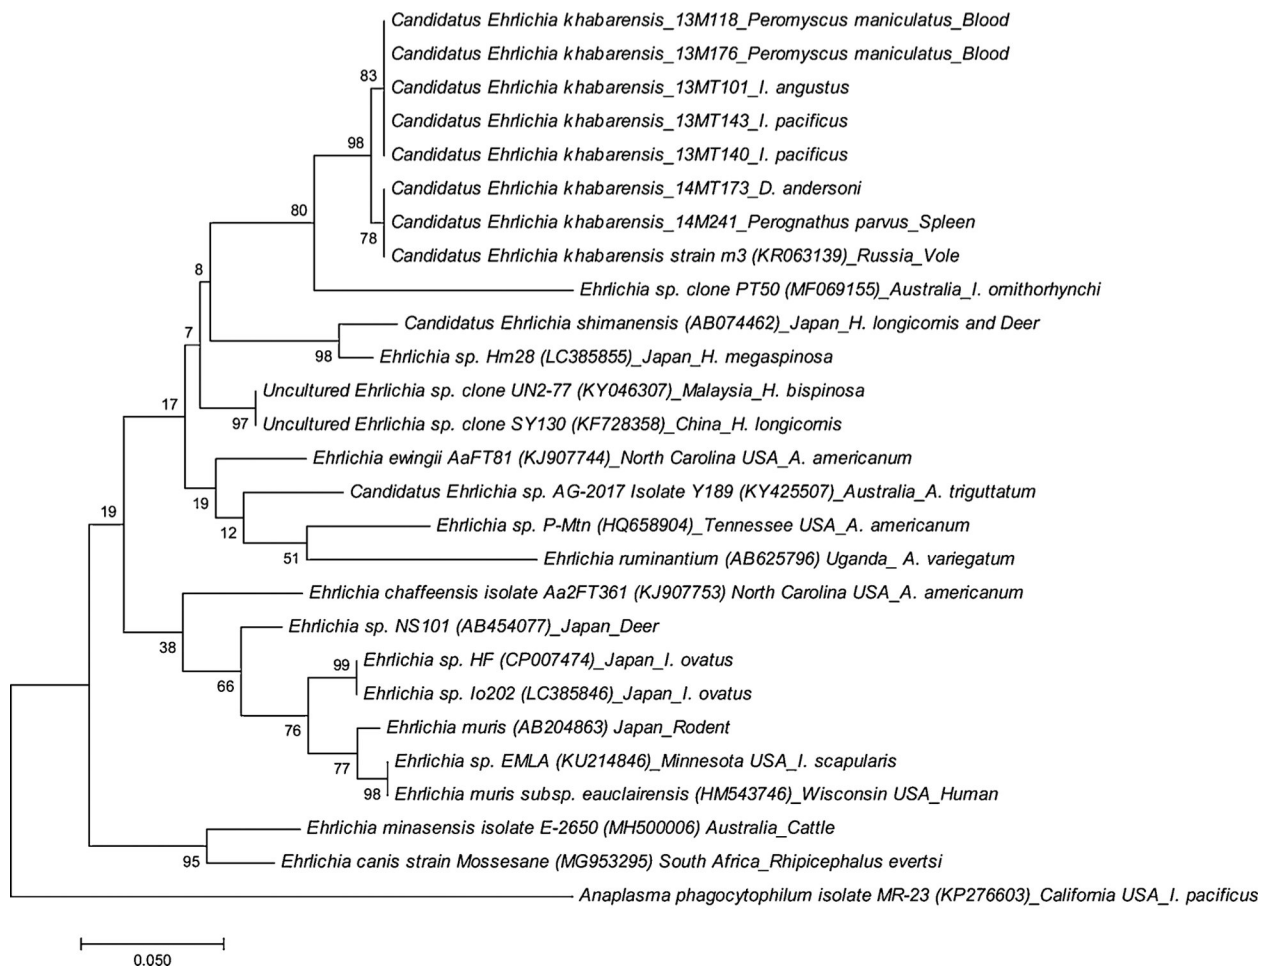 Candidatus Ehrlichia khabarensis_13M118_Peromyscus maniculatus_Blood
Candidatus Ehrlichia khabarensis_13M176_Peromyscus maniculatus_Blood
83
Candidatus Ehrlichia khabarensis_13MT101_I. angustus
Candidatus Ehrlichia khabarensis_13MT143_I. pacificus
98
Candidatus Ehrlichia khabarensis_13MT140_I. pacificus
Candidatus Ehrlichia khabarensis_14MT173_D. andersoni
80
Candidatus Ehrlichia khabarensis_14M241_Perognathus parvus_Spleen
78
Candidatus Ehrlichia khabarensis strain m3 (KR063139)_Russia_Vole
8
Ehrlichia sp. clone PT50 (MF069155)_Australia_I. ornithorhynchi
Candidatus Ehrlichia shimanensis (AB074462)_Japan_H. longicornis and Deer
7
98
Ehrlichia sp. Hm28 (LC385855)_Japan_H. megaspinosa
Uncultured Ehrlichia sp. clone UN2-77 (KY046307)_Malaysia_H. bispinosa
17
97
Uncultured Ehrlichia sp. clone SY130 (KF728358)_China_H. longicornis
Ehrlichia ewingii AaFT81 (KJ907744)_North Carolina USA_A. americanum
Candidatus Ehrlichia sp. AG-2017 Isolate Y189 (KY425507)_Australia_A. triguttatum
19
19
12
Ehrlichia sp. P-Mtn (HQ658904)_Tennessee USA_A. americanum
51
Ehrlichia ruminantium (AB625796) Uganda_ A. variegatum
Ehrlichia chaffeensis isolate Aa2FT361 (KJ907753) North Carolina USA_A. americanum
Ehrlichia sp. NS101 (AB454077)_Japan_Deer
38
99
Ehrlichia sp. HF (CP007474)_Japan_I. ovatus
66
Ehrlichia sp. Io202 (LC385846)_Japan_I. ovatus
76
Ehrlichia muris (AB204863) Japan_Rodent
77
Ehrlichia sp. EMLA (KU214846)_Minnesota USA_I. scapularis
98
Ehrlichia muris subsp. eauclairensis (HM543746)_Wisconsin USA_Human
Ehrlichia minasensis isolate E-2650 (MH500006) Australia_Cattle
95
Ehrlichia canis strain Mossesane (MG953295) South Africa_Rhipicephalus evertsi
Anaplasma phagocytophilum isolate MR-23 (KP276603)_California USA_I. pacificus
0.050